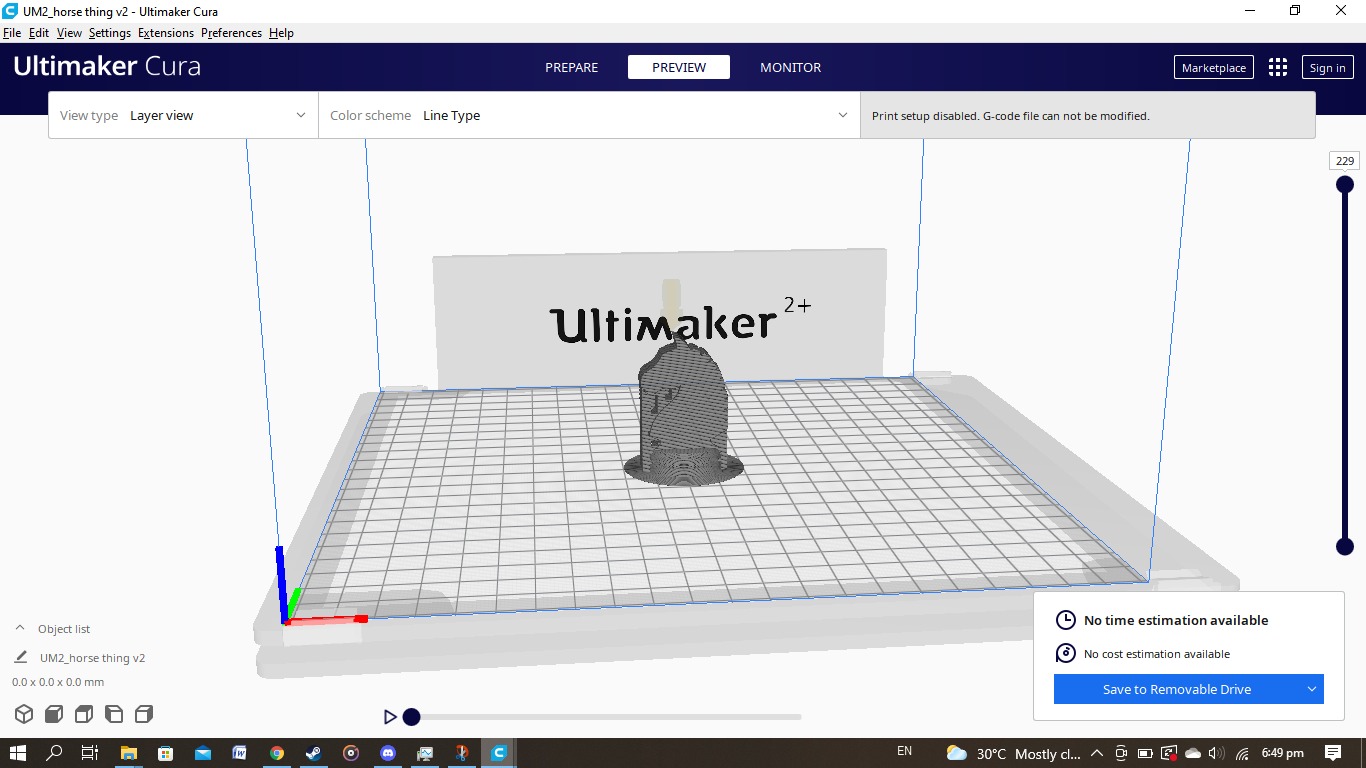 UM2_horse thing v2 - Ultimaker Cura
File Edit View Settings Extensions Preferences Help
Ultimaker Cura
PREPARE PREVIEW MONITOR
Marketplace
Sign in
View type Layer view
Color scheme Line Type
Print setup disabled. G-code file can not be modified.
229
Ultimaker 2+
Object list
UM2_horse thing v2
0.0 x 0.0 x 0.0 mm
No time estimation available
No cost estimation available
Save to Removable Drive
EN
30°C Mostly cl...
6:49 pm